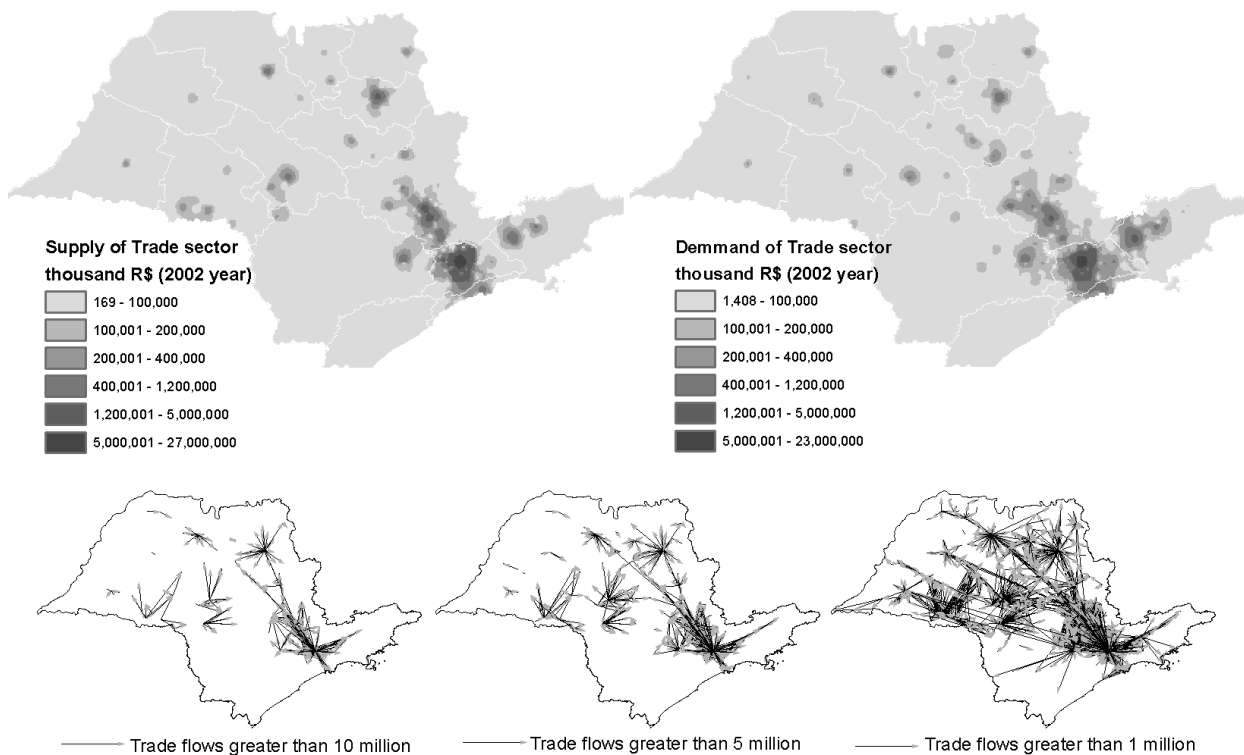 Supply of Trade sector
thousand R$ (2002 year)
169 - 100,000
100,001 - 200,000
200,001 - 400,000
400,001 - 1,200,000
1,200,001 - 5,000,000
5,000,001 - 27,000,000
Demmand of Trade sector
thousand R$ (2002 year)
1,408 - 100,000
100,001 - 200,000
200,001 - 400,000
400,001 - 1,200,000
1,200,001 - 5,000,000
5,000,001 - 23,000,000
Trade flows greater than 10 million
Trade flows greater than 5 million
Trade flows greater than 1 million